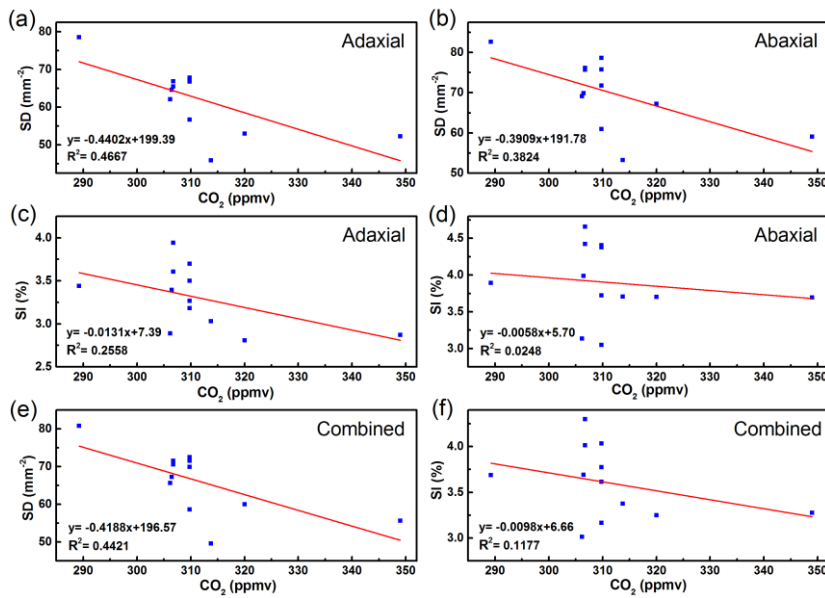 (a)
Adaxial
SD (mm⁻²)
80
70
60
50
y= -0.4402x+199.39
R²= 0.4667
290 300 310 320 330 340 350
CO₂ (ppmv)
(b)
Abaxial
SD (mm⁻²)
90
80
70
60
50
y= -0.3909x+191.78
R²= 0.3824
290 300 310 320 330 340 350
CO₂ (ppmv)
(c)
Adaxial
SI (%)
4.0
3.5
3.0
2.5
y= -0.0131x+7.39
R²= 0.2558
290 300 310 320 330 340 350
CO₂ (ppmv)
(d)
Abaxial
SI (%)
4.5
4.0
3.5
3.0
y= -0.0058x+5.70
R²= 0.0248
290 300 310 320 330 340 350
CO₂ (ppmv)
(e)
Combined
SD (mm⁻²)
80
70
60
50
y= -0.4188x+196.57
R²= 0.4421
290 300 310 320 330 340 350
CO₂ (ppmv)
(f)
Combined
SI (%)
4.0
3.5
3.0
y= -0.0098x+6.66
R²= 0.1177
290 300 310 320 330 340 350
CO₂ (ppmv)